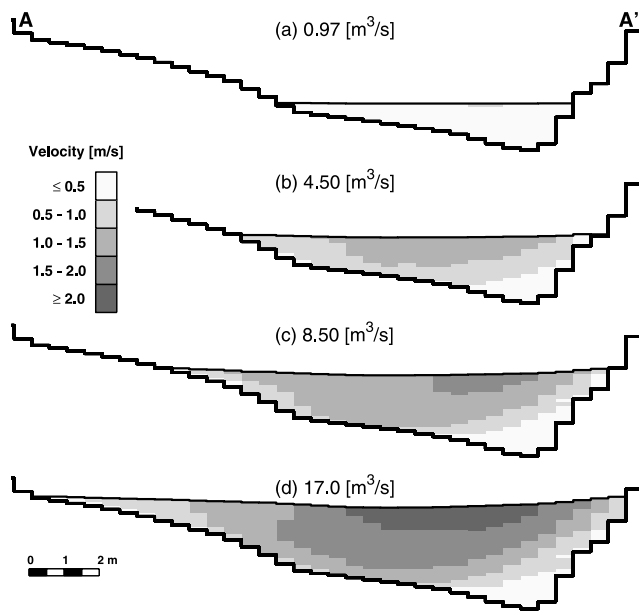 A A'
(a) 0.97 [m³/s]
Velocity [m/s]
≤ 0.5
0.5 - 1.0
1.0 - 1.5
1.5 - 2.0
≥ 2.0
(b) 4.50 [m³/s]
(c) 8.50 [m³/s]
(d) 17.0 [m³/s]
0 1 2 m